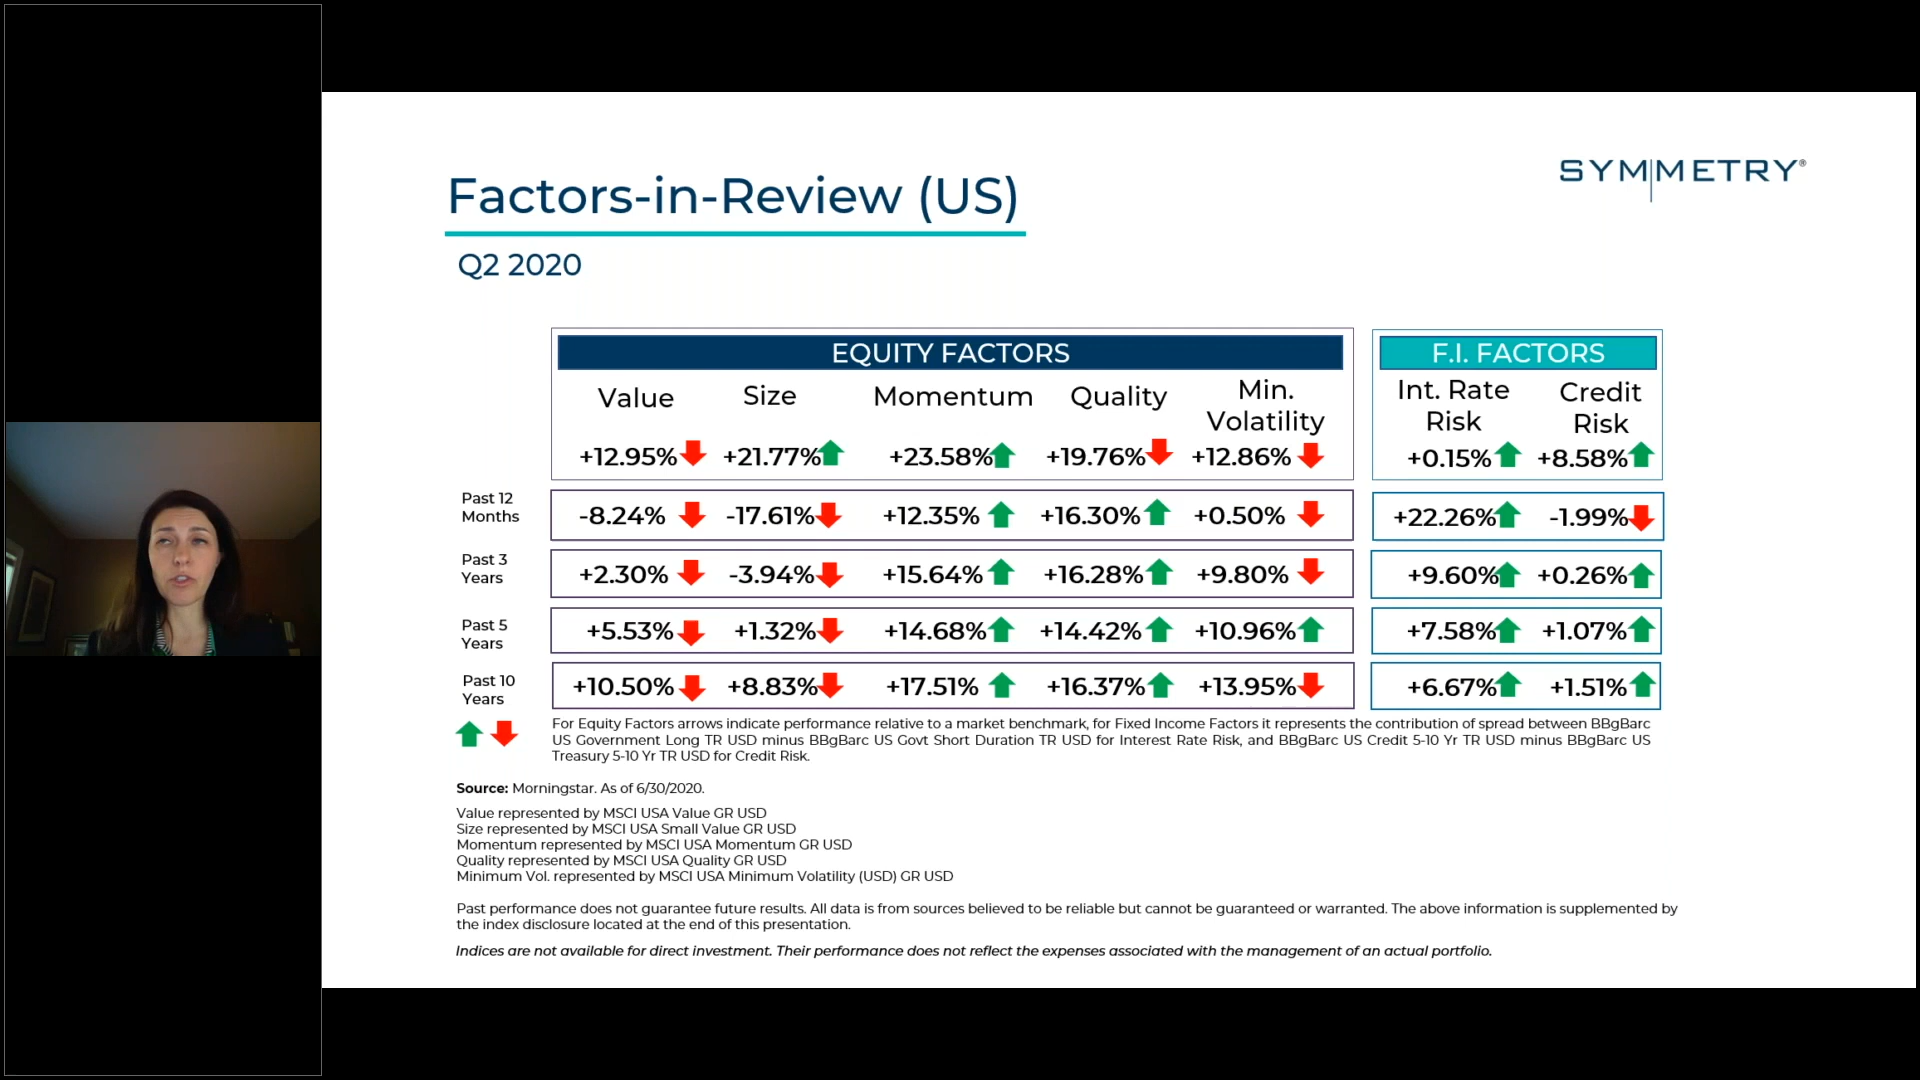 SYMMETRY®
Factors-in-Review (US)
Q2 2020
EQUITY FACTORS
F.I. FACTORS
Value Size Momentum Quality Min. Volatility Int. Rate Risk Credit Risk
+12.95% +21.77% +23.58% +19.76% +12.86% +0.15% +8.58%
Past 12 Months -8.24% -17.61% +12.35% +16.30% +0.50% +22.26% -1.99%
Past 3 Years +2.30% -3.94% +15.64% +16.28% +9.80% +9.60% +0.26%
Past 5 Years +5.53% +1.32% +14.68% +14.42% +10.96% +7.58% +1.07%
Past 10 Years +10.50% +8.83% +17.51% +16.37% +13.95% +6.67% +1.51%
For Equity Factors arrows indicate performance relative to a market benchmark, for Fixed Income Factors it represents the contribution of spread between BBgBarc
US Government Long TR USD minus BBgBarc US Govt Short Duration TR USD for Interest Rate Risk, and BBgBarc US Credit 5-10 Yr TR USD minus BBgBarc US
Treasury 5-10 Yr TR USD for Credit Risk.
Source: Morningstar. As of 6/30/2020.
Value represented by MSCI USA Value GR USD
Size represented by MSCI USA Small Value GR USD
Momentum represented by MSCI USA Momentum GR USD
Quality represented by MSCI USA Quality GR USD
Minimum Vol. represented by MSCI USA Minimum Volatility (USD) GR USD
Past performance does not guarantee future results. All data is from sources believed to be reliable but cannot be guaranteed or warranted. The above information is supplemented by
the index disclosure located at the end of this presentation.
Indices are not available for direct investment. Their performance does not reflect the expenses associated with the management of an actual portfolio.